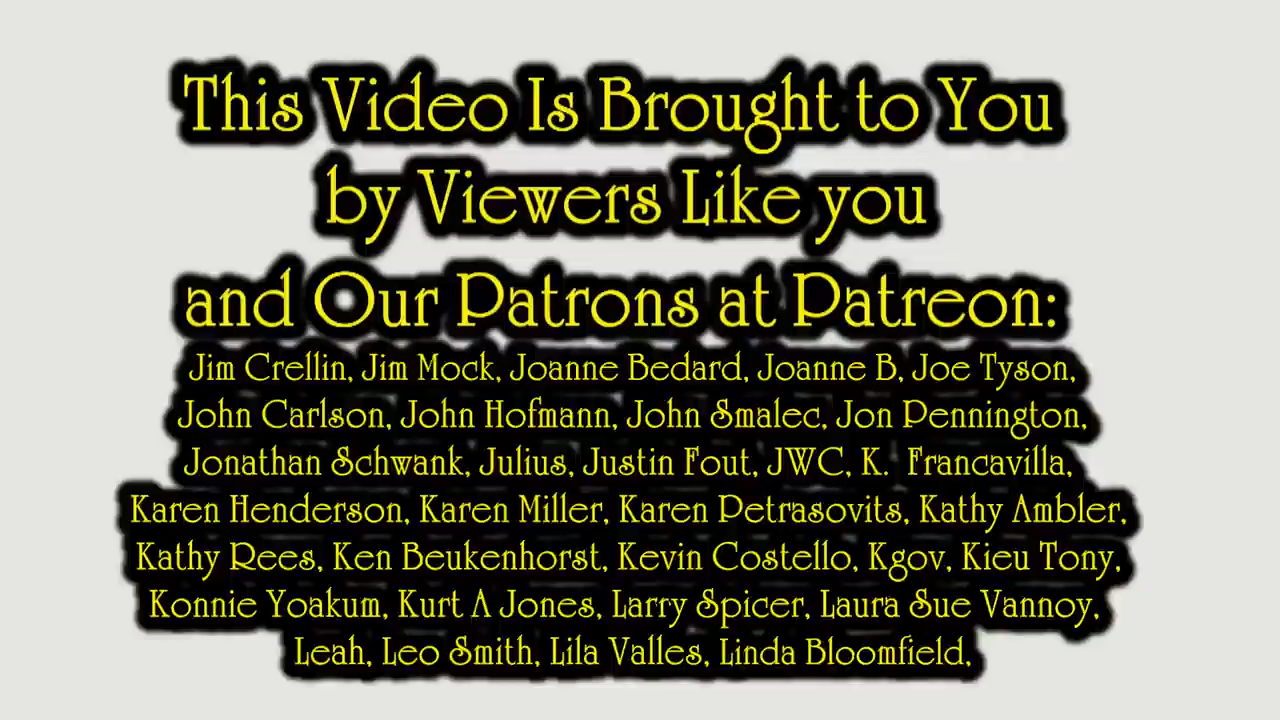 This Video Is Brought to You
by Viewers Like you
and Our Patrons at Patreon:
Jim Crellin, Jim Mock, Joanne Bedard, Joanne B, Joe Tyson,
John Carlson, John Hofmann, John Smalec, Jon Pennington,
Jonathan Schwank, Julius, Justin Fout, JWC, K.  Francavilla,
Karen Henderson, Karen Miller, Karen Petrasovits, Kathy Ambler,
Kathy Rees, Ken Beukenhorst, Kevin Costello, Kgov, Kieu Tony,
Konnie Yoakum, Kurt A Jones, Larry Spicer, Laura Sue Vannoy,
Leah, Leo Smith, Lila Valles, Linda Bloomfield,